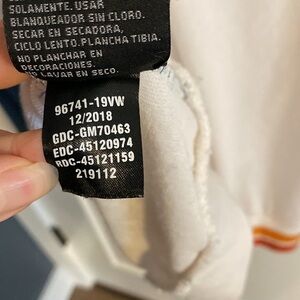 SOLAMENTE. USAR
BLANQUEADOR SIN CLORO.
SECAR EN SECADORA,
CICLO LENTO. PLANCHA TIBIA.
NO PLANCHAR EN
DECORACIONES.
NO LAVAR EN SECO.
96741-19VW
12/2018
GDC-GM70463
EDC-45120974
RDC-45121159
219112